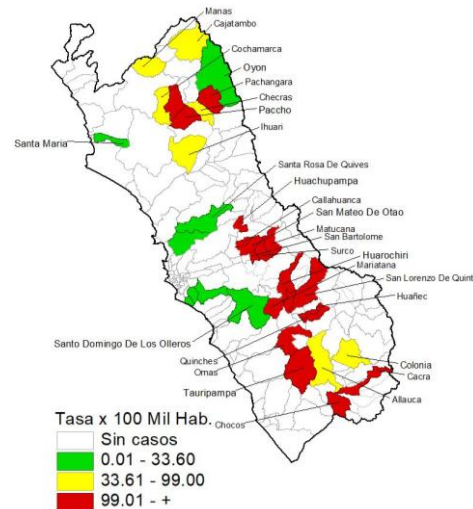 Manas
Cajatambo
Cochamarca
Oyon
Pachangara
Checras
Paccho
Ihuari
Santa Maria
Santa Rosa De Quives
Huachupampa
Callahuanca
San Mateo De Otao
Matucana
San Bartolome
Surco
Huarochiri
Mariatana
San Lorenzo De Quint
Huañec
Santo Domingo De Los Olleros
Quinches
Omas
Colonia
Cacra
Tauripampa
Allauca
Chocos
Tasa x 100 Mil Hab.
Sin casos
0.01 - 33.60
33.61 - 99.00
99.01 - +